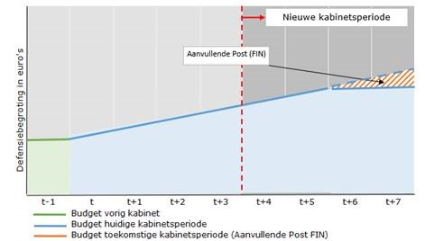 Nieuwe kabinetsperiode
Aanvullende Post (FIN)
Defensiebegroting in euro's
t-1 t t+1 t+2 t+3 t+4 t+5 t+6 t+7
Budget vorig kabinet
Budget huidige kabinetsperiode
Budget toekomstige kabinetsperiode (Aanvullende Post FIN)